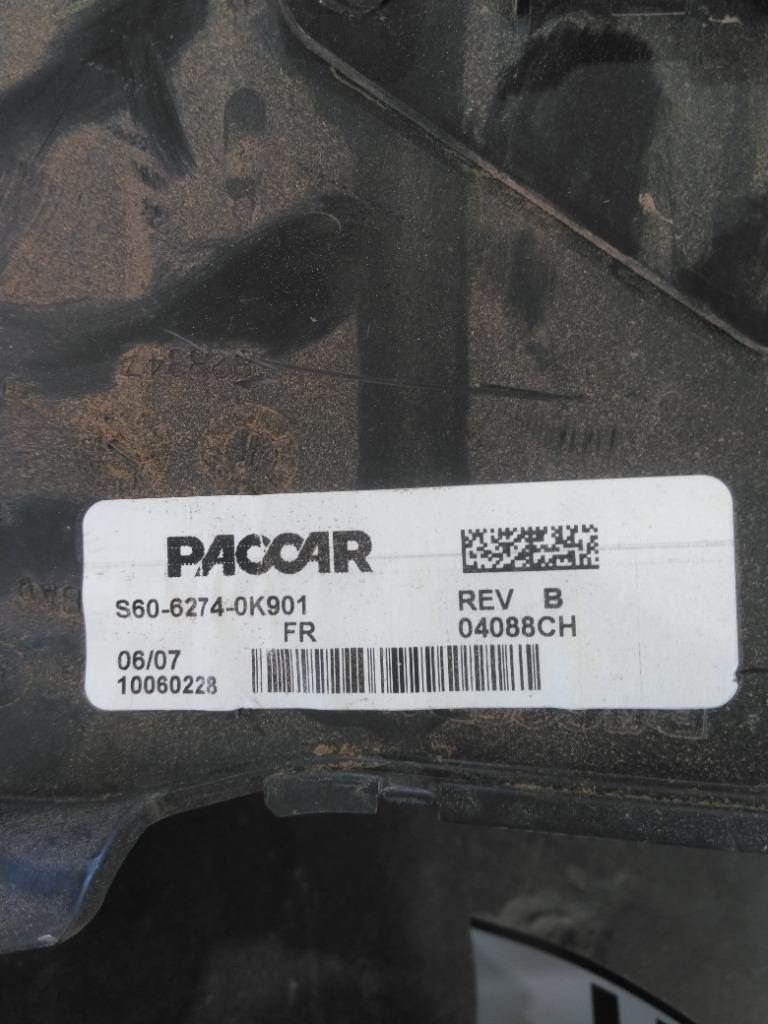 PACCAR
S60-6274-0K901
REV B
FR
04088CH
06/07
10060228